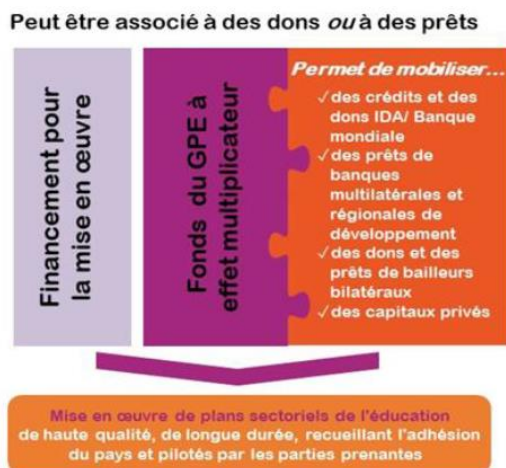 Peut être associé à des dons ou à des prêts
Financement pour
la mise en œuvre
Fonds du GPE à
effet multiplicateur
Permet de mobiliser...
✓des crédits et des
dons IDA/ Banque
mondiale
✓des prêts de
banques
multilatérales et
régionales de
développement
✓des dons et des
prêts de bailleurs
bilatéraux
✓des capitaux privés
Mise en œuvre de plans sectoriels de l'éducation
de haute qualité, de longue durée, recueillant l'adhésion
du pays et pilotés par les parties prenantes